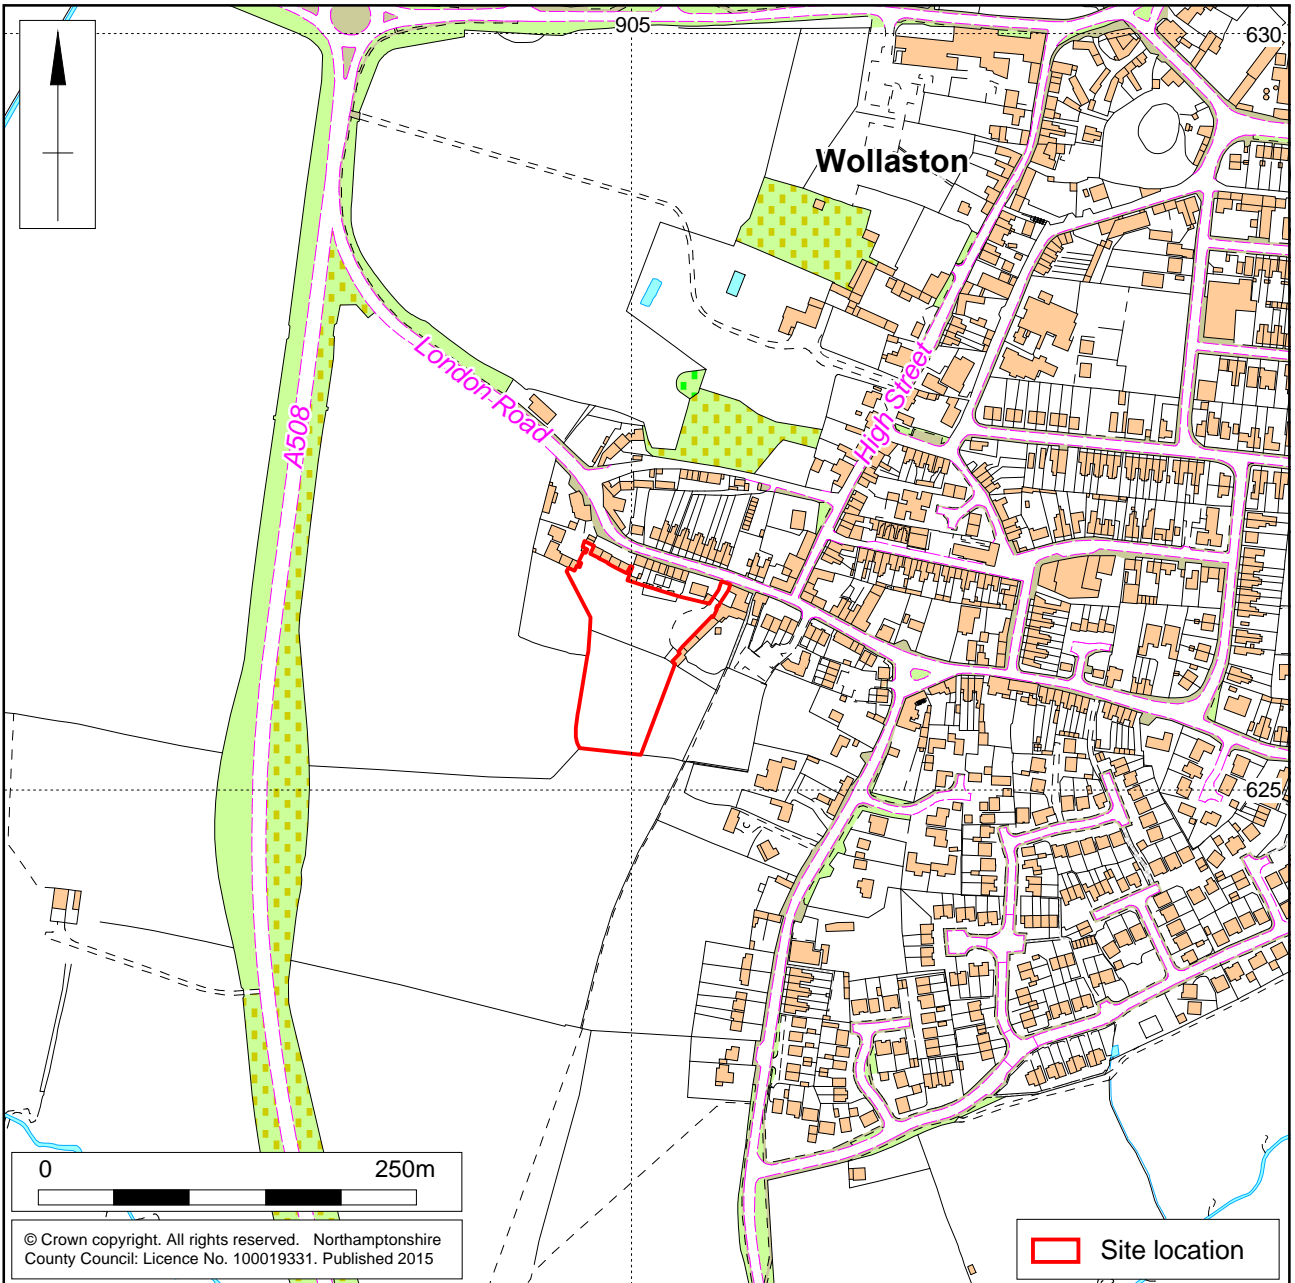 905
630
Wollaston
London Road
High Street
A508
625
0 250m
© Crown copyright. All rights reserved. Northamptonshire
County Council: Licence No. 100019331. Published 2015
Site location